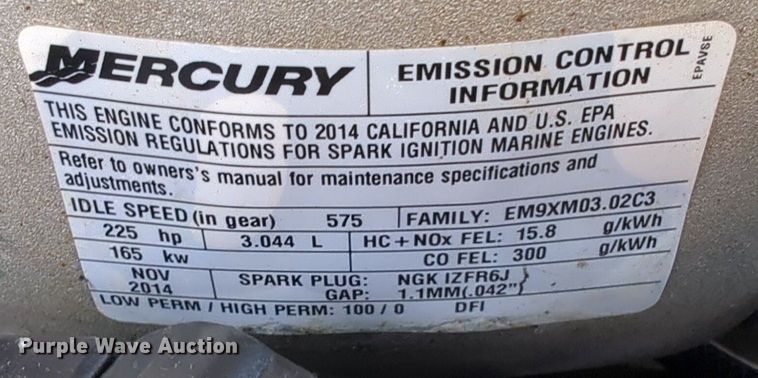 MERCURY
EMISSION CONTROL
INFORMATION
EPAV6E
THIS ENGINE CONFORMS TO 2014 CALIFORNIA AND U.S. EPA
EMISSION REGULATIONS FOR SPARK IGNITION MARINE ENGINES.
Refer to owners's manual for maintenance specifications and
adjustments.
IDLE SPEED (in gear) 575 FAMILY: EM9XM03.02C3
225 hp 3.044 L HC+NOx FEL: 15.8 g/kWh
165 kw CO FEL: 300 g/kWh
NOV SPARK PLUG: NGK IZFR6J
2014 GAP: 1.1MM(.042")
LOW PERM / HIGH PERM: 100 / 0 DFI
Purple Wave Auction